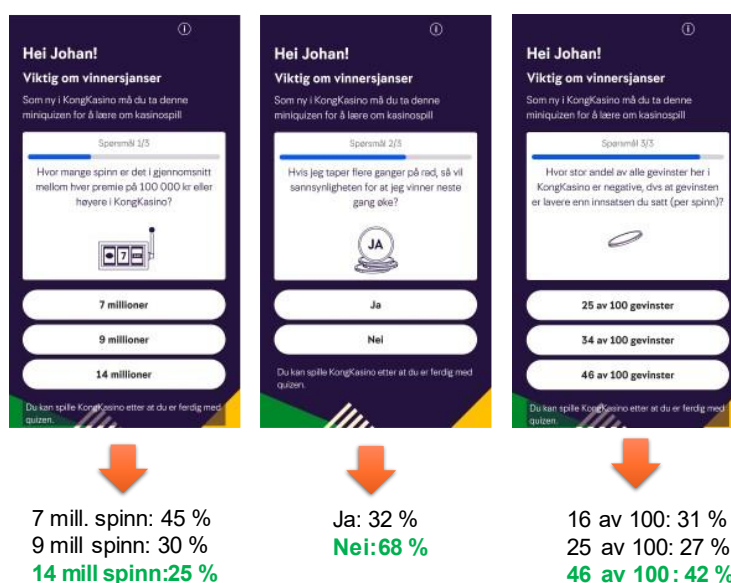 Hei Johan!
Viktig om vinnersjanser
Som ny i KongKasino må du ta denne
miniquizen for å lære om kasinospill
Spørsmål 1/3
Hvor mange spinn er det i gjennomsnitt
mellom hver premie på 100 000 kr eller
høyere i KongKasino?
7
7 millioner
9 millioner
14 millioner
Du kan spille KongKasino etter at du er ferdig med
quizen.
7 mill. spinn: 45 %
9 mill spinn: 30 %
14 mill spinn:25 %
Hei Johan!
Viktig om vinnersjanser
Som ny i KongKasino må du ta denne
miniquizen for å lære om kasinospill
Spørsmål 2/3
Hvis jeg taper flere ganger på rad, så vil
sannsynligheten for at jeg vinner neste
gang øke?
JA
Ja
Nei
Du kan spille KongKasino etter at du er ferdig med
quizen.
Ja: 32 %
Nei:68 %
Hei Johan!
Viktig om vinnersjanser
Som ny i KongKasino må du ta denne
miniquizen for å lære om kasinospill
Spørsmål 3/3
Hvor stor andel av alle gevinster her i
KongKasino er negative, dvs at gevinsten
er lavere enn innsatsen du satt (per spinn)?
25 av 100 gevinster
34 av 100 gevinster
46 av 100 gevinster
Du kan spille KongKasino etter at du er ferdig med
quizen.
16 av 100: 31 %
25 av 100: 27 %
46 av 100: 42 %